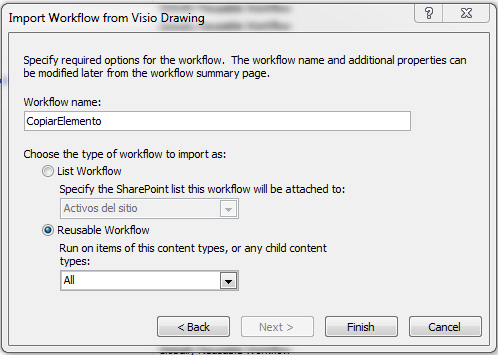 Import Workflow from Visio Drawing
Specify required options for the workflow. The workflow name and additional properties can
be modified later from the workflow summary page.
Workflow name:
CopiarElemento
Choose the type of workflow to import as:
List Workflow
Specify the SharePoint list this workflow will be attached to:
Activos del sitio
Reusable Workflow
Run on items of this content types, or any child content
types:
All
< Back
Next >
Finish
Cancel